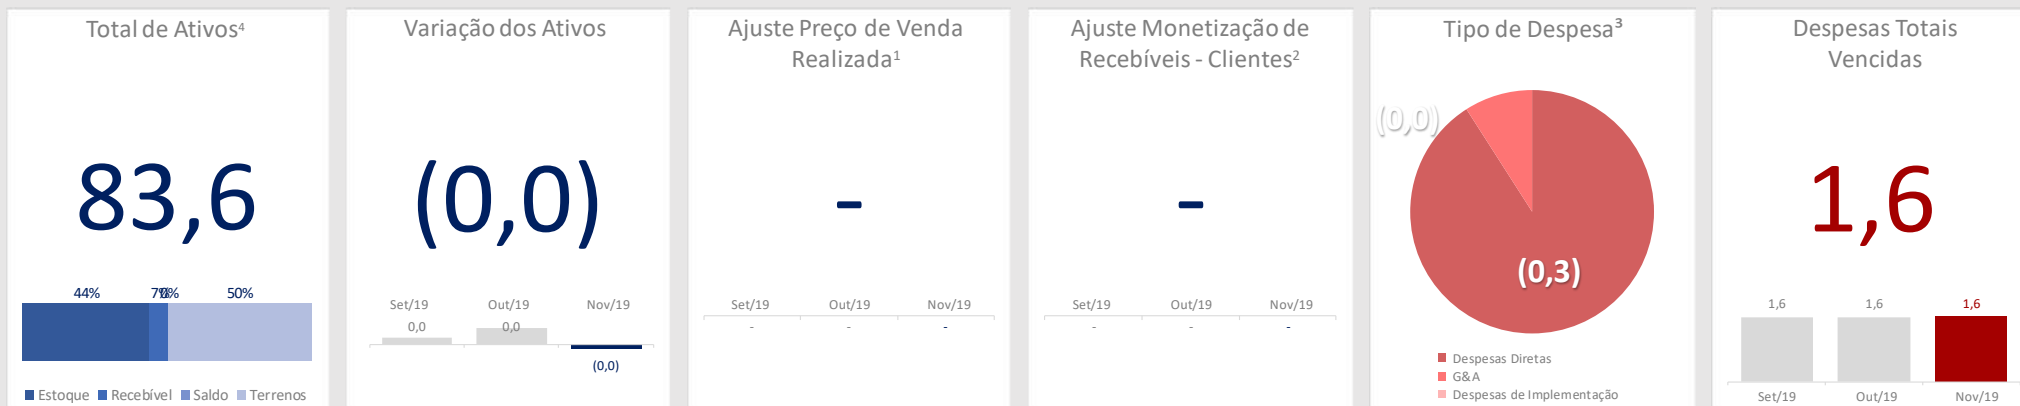 Total de Ativos⁴
83,6
44%
7%
0%
50%
Estoque
Recebível
Saldo
Terrenos
Variação dos Ativos
(0,0)
Set/19
Out/19
Nov/19
0,0
0,0
(0,0)
Ajuste Preço de Venda
Realizada¹
-
Set/19
Out/19
Nov/19
-
-
-
Ajuste Monetização de
Recebíveis - Clientes²
-
Set/19
Out/19
Nov/19
-
-
-
Tipo de Despesa³
(0,0)
(0,3)
Despesas Diretas
G&A
Despesas de Implementação
Despesas Totais
Vencidas
1,6
1,6
1,6
1,6
Set/19
Out/19
Nov/19